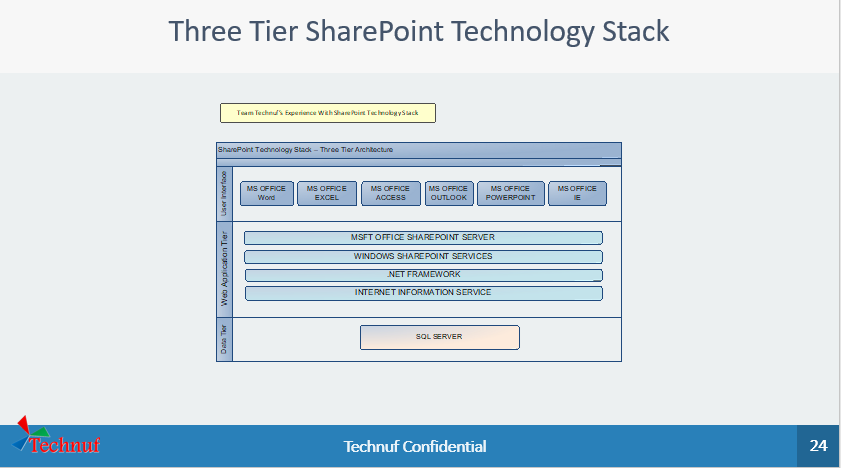 Three Tier SharePoint Technology Stack
Team Technuf's Experience With SharePoint Technology Stack
SharePoint Technology Stack – Three Tier Architecture
User Interface
MS OFFICE
Word
MS OFFICE
EXCEL
MS OFFICE
ACCESS
MS OFFICE
OUTLOOK
MS OFFICE
POWERPOINT
MS OFFICE
IE
Web Application Tier
MSFT OFFICE SHAREPOINT SERVER
WINDOWS SHAREPOINT SERVICES
.NET FRAMEWORK
INTERNET INFORMATION SERVICE
Data Tier
SQL SERVER
Technuf
Technuf Confidential
24